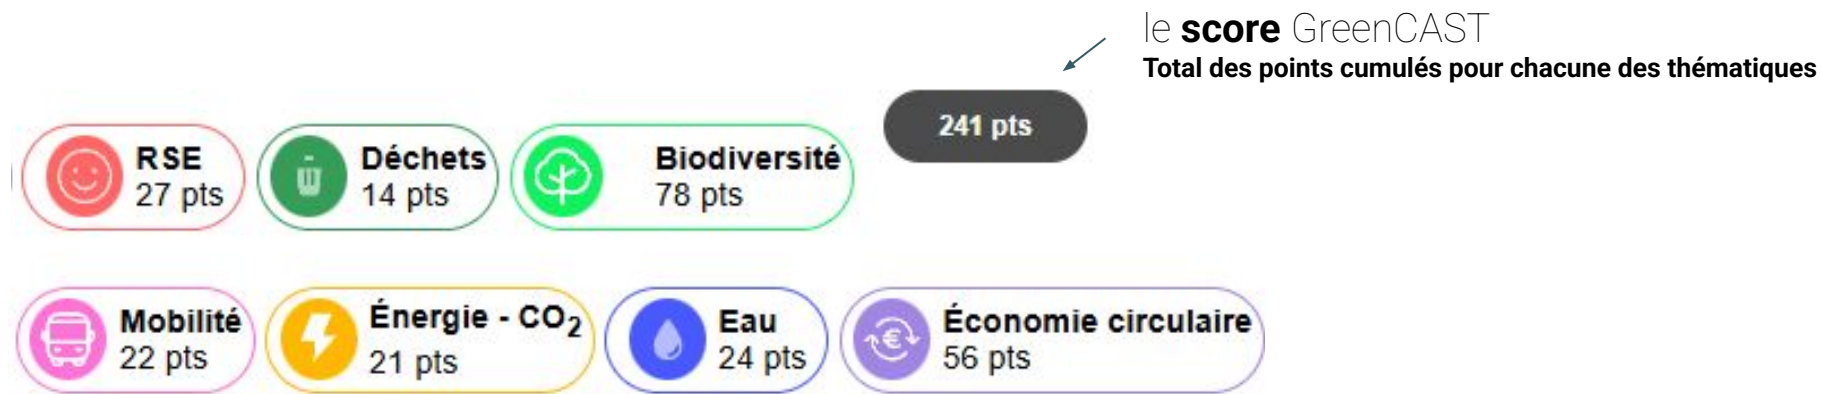 le score GreenCAST
Total des points cumulés pour chacune des thématiques
241 pts
RSE
27 pts
Déchets
14 pts
Biodiversité
78 pts
Mobilité
22 pts
Énergie - CO₂
21 pts
Eau
24 pts
Économie circulaire
56 pts